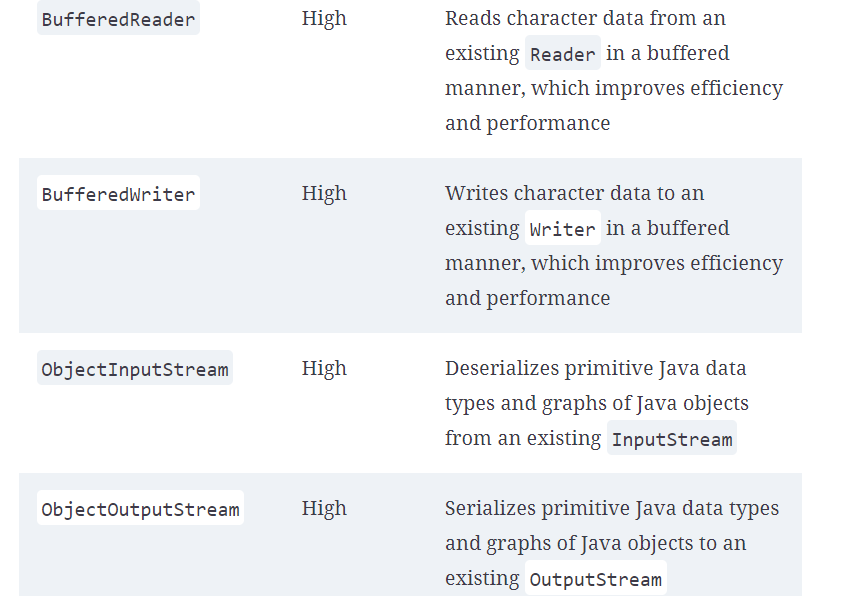 BufferedReader High Reads character data from an
existing Reader in a buffered
manner, which improves efficiency
and performance
BufferedWriter High Writes character data to an
existing Writer in a buffered
manner, which improves efficiency
and performance
ObjectInputStream High Deserializes primitive Java data
types and graphs of Java objects
from an existing InputStream
ObjectOutputStream High Serializes primitive Java data types
and graphs of Java objects to an
existing OutputStream